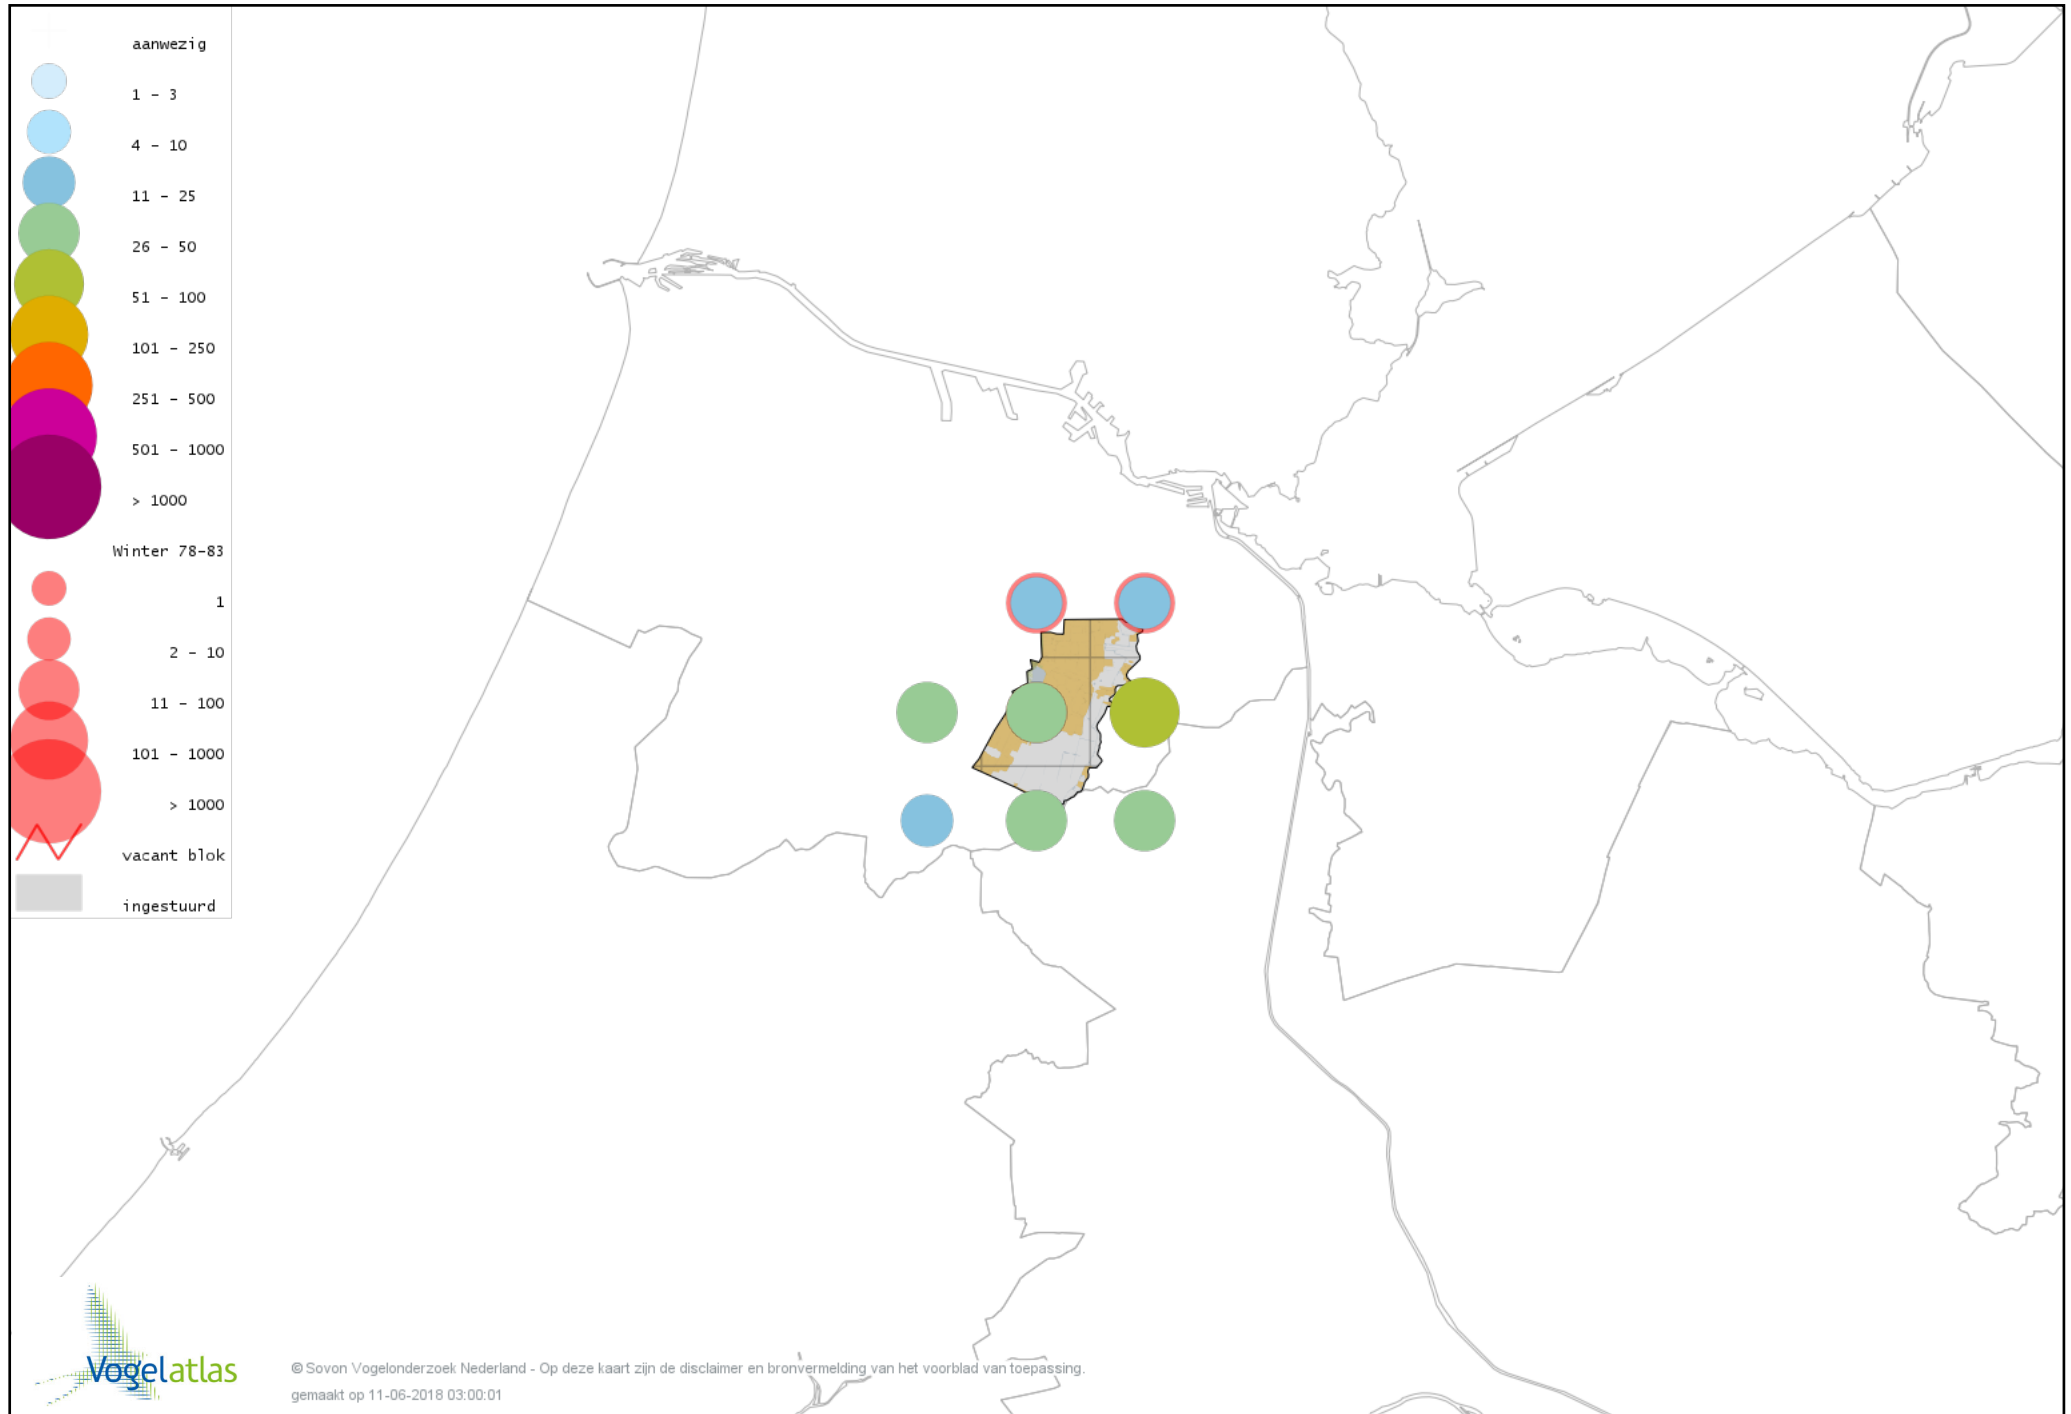 aanwezig
1 - 3
4 - 10
11 - 25
26 - 50
51 - 100
101 - 250
251 - 500
501 - 1000
> 1000
Winter 78-83
1
2 - 10
11 - 100
101 - 1000
> 1000
vacant blok
ingestuurd
Vogelatlas
© Sovon Vogelonderzoek Nederland - Op deze kaart zijn de disclaimer en bronvermelding van het voorblad van toepassing.
gemaakt op 11-06-2018 03:00:01